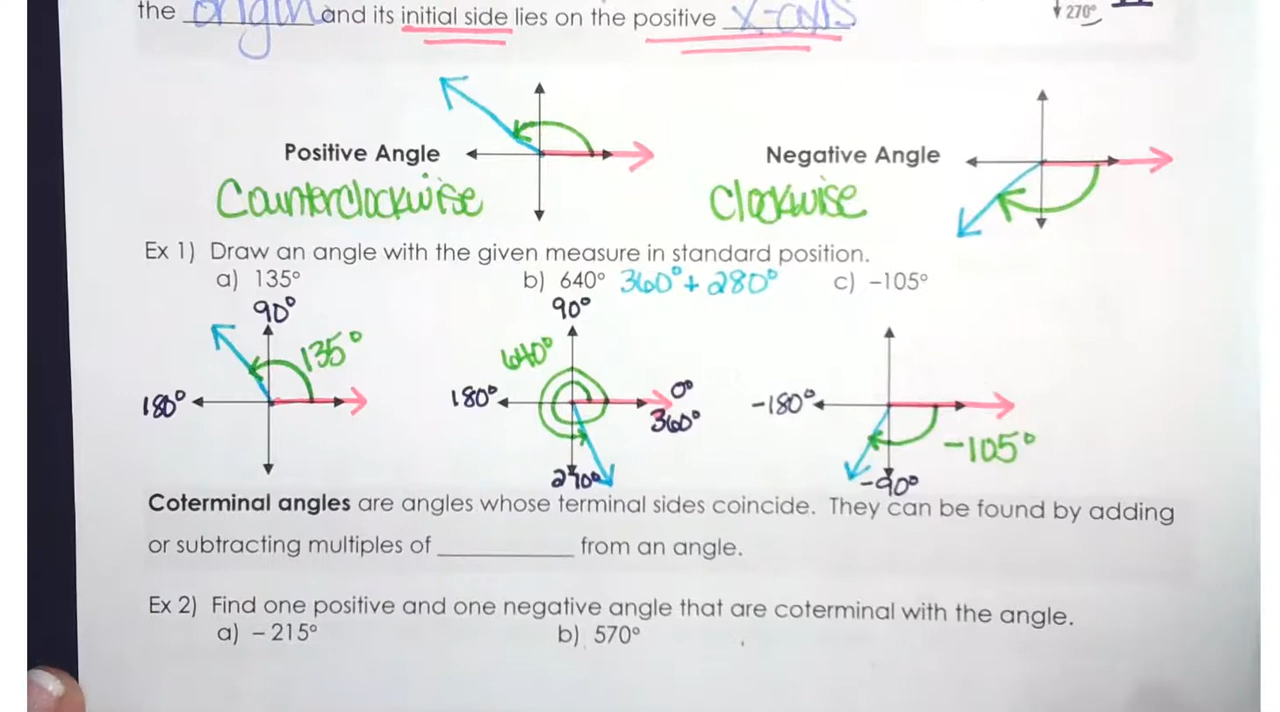 the origin and its initial side lies on the positive x-axis
270°
Positive Angle
Counterclockwise
Negative Angle
Clockwise
Ex 1) Draw an angle with the given measure in standard position.
a) 135°
b) 640° 360° + 280°
c) –105°
90°
135°
180°
90°
640°
180°
0°
360°
270°
-180°
-105°
-90°
Coterminal angles are angles whose terminal sides coincide. They can be found by adding
or subtracting multiples of __________ from an angle.
Ex 2) Find one positive and one negative angle that are coterminal with the angle.
a) – 215°
b) 570°